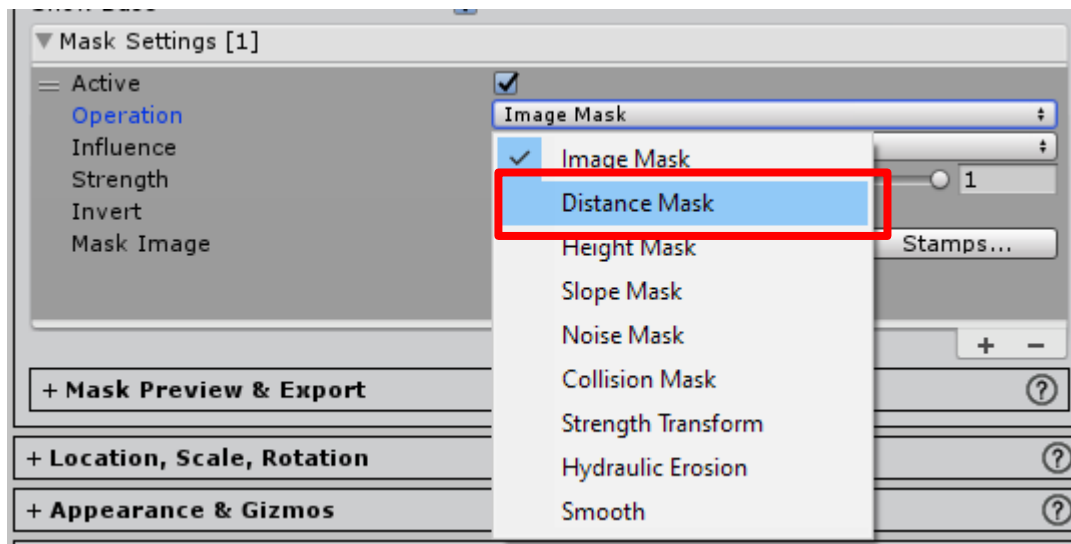 Mask Settings [1]
Active
Operation Image Mask
Influence Image Mask
Strength Distance Mask 1
Invert
Mask Image Height Mask Stamps...
Slope Mask
Noise Mask
+ −
Collision Mask
+ Mask Preview & Export ?
Strength Transform
+ Location, Scale, Rotation ?
Hydraulic Erosion
+ Appearance & Gizmos ?
Smooth